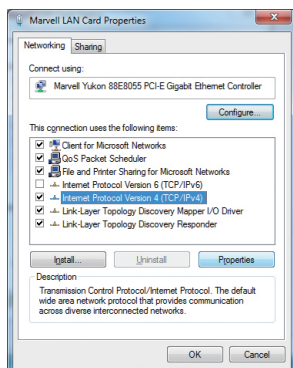 Marvell LAN Card Properties
Networking Sharing
Connect using:
Marvell Yukon 88E8055 PCI-E Gigabit Ethernet Controller
Configure...
This connection uses the following items:
Client for Microsoft Networks
QoS Packet Scheduler
File and Printer Sharing for Microsoft Networks
Internet Protocol Version 6 (TCP/IPv6)
Internet Protocol Version 4 (TCP/IPv4)
Link-Layer Topology Discovery Mapper I/O Driver
Link-Layer Topology Discovery Responder
Install... Uninstall Properties
Description
Transmission Control Protocol/Internet Protocol. The default
wide area network protocol that provides communication
across diverse interconnected networks.
OK Cancel